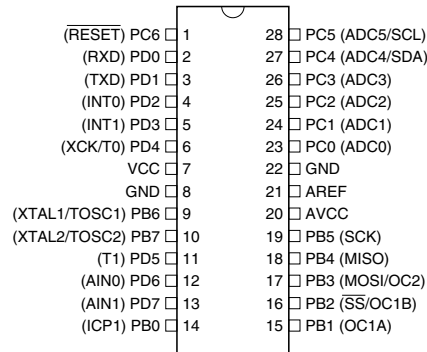 (RESET) PC6 1 28 PC5 (ADC5/SCL)
(RXD) PD0 2 27 PC4 (ADC4/SDA)
(TXD) PD1 3 26 PC3 (ADC3)
(INT0) PD2 4 25 PC2 (ADC2)
(INT1) PD3 5 24 PC1 (ADC1)
(XCK/T0) PD4 6 23 PC0 (ADC0)
VCC 7 22 GND
GND 8 21 AREF
(XTAL1/TOSC1) PB6 9 20 AVCC
(XTAL2/TOSC2) PB7 10 19 PB5 (SCK)
(T1) PD5 11 18 PB4 (MISO)
(AIN0) PD6 12 17 PB3 (MOSI/OC2)
(AIN1) PD7 13 16 PB2 (SS/OC1B)
(ICP1) PB0 14 15 PB1 (OC1A)